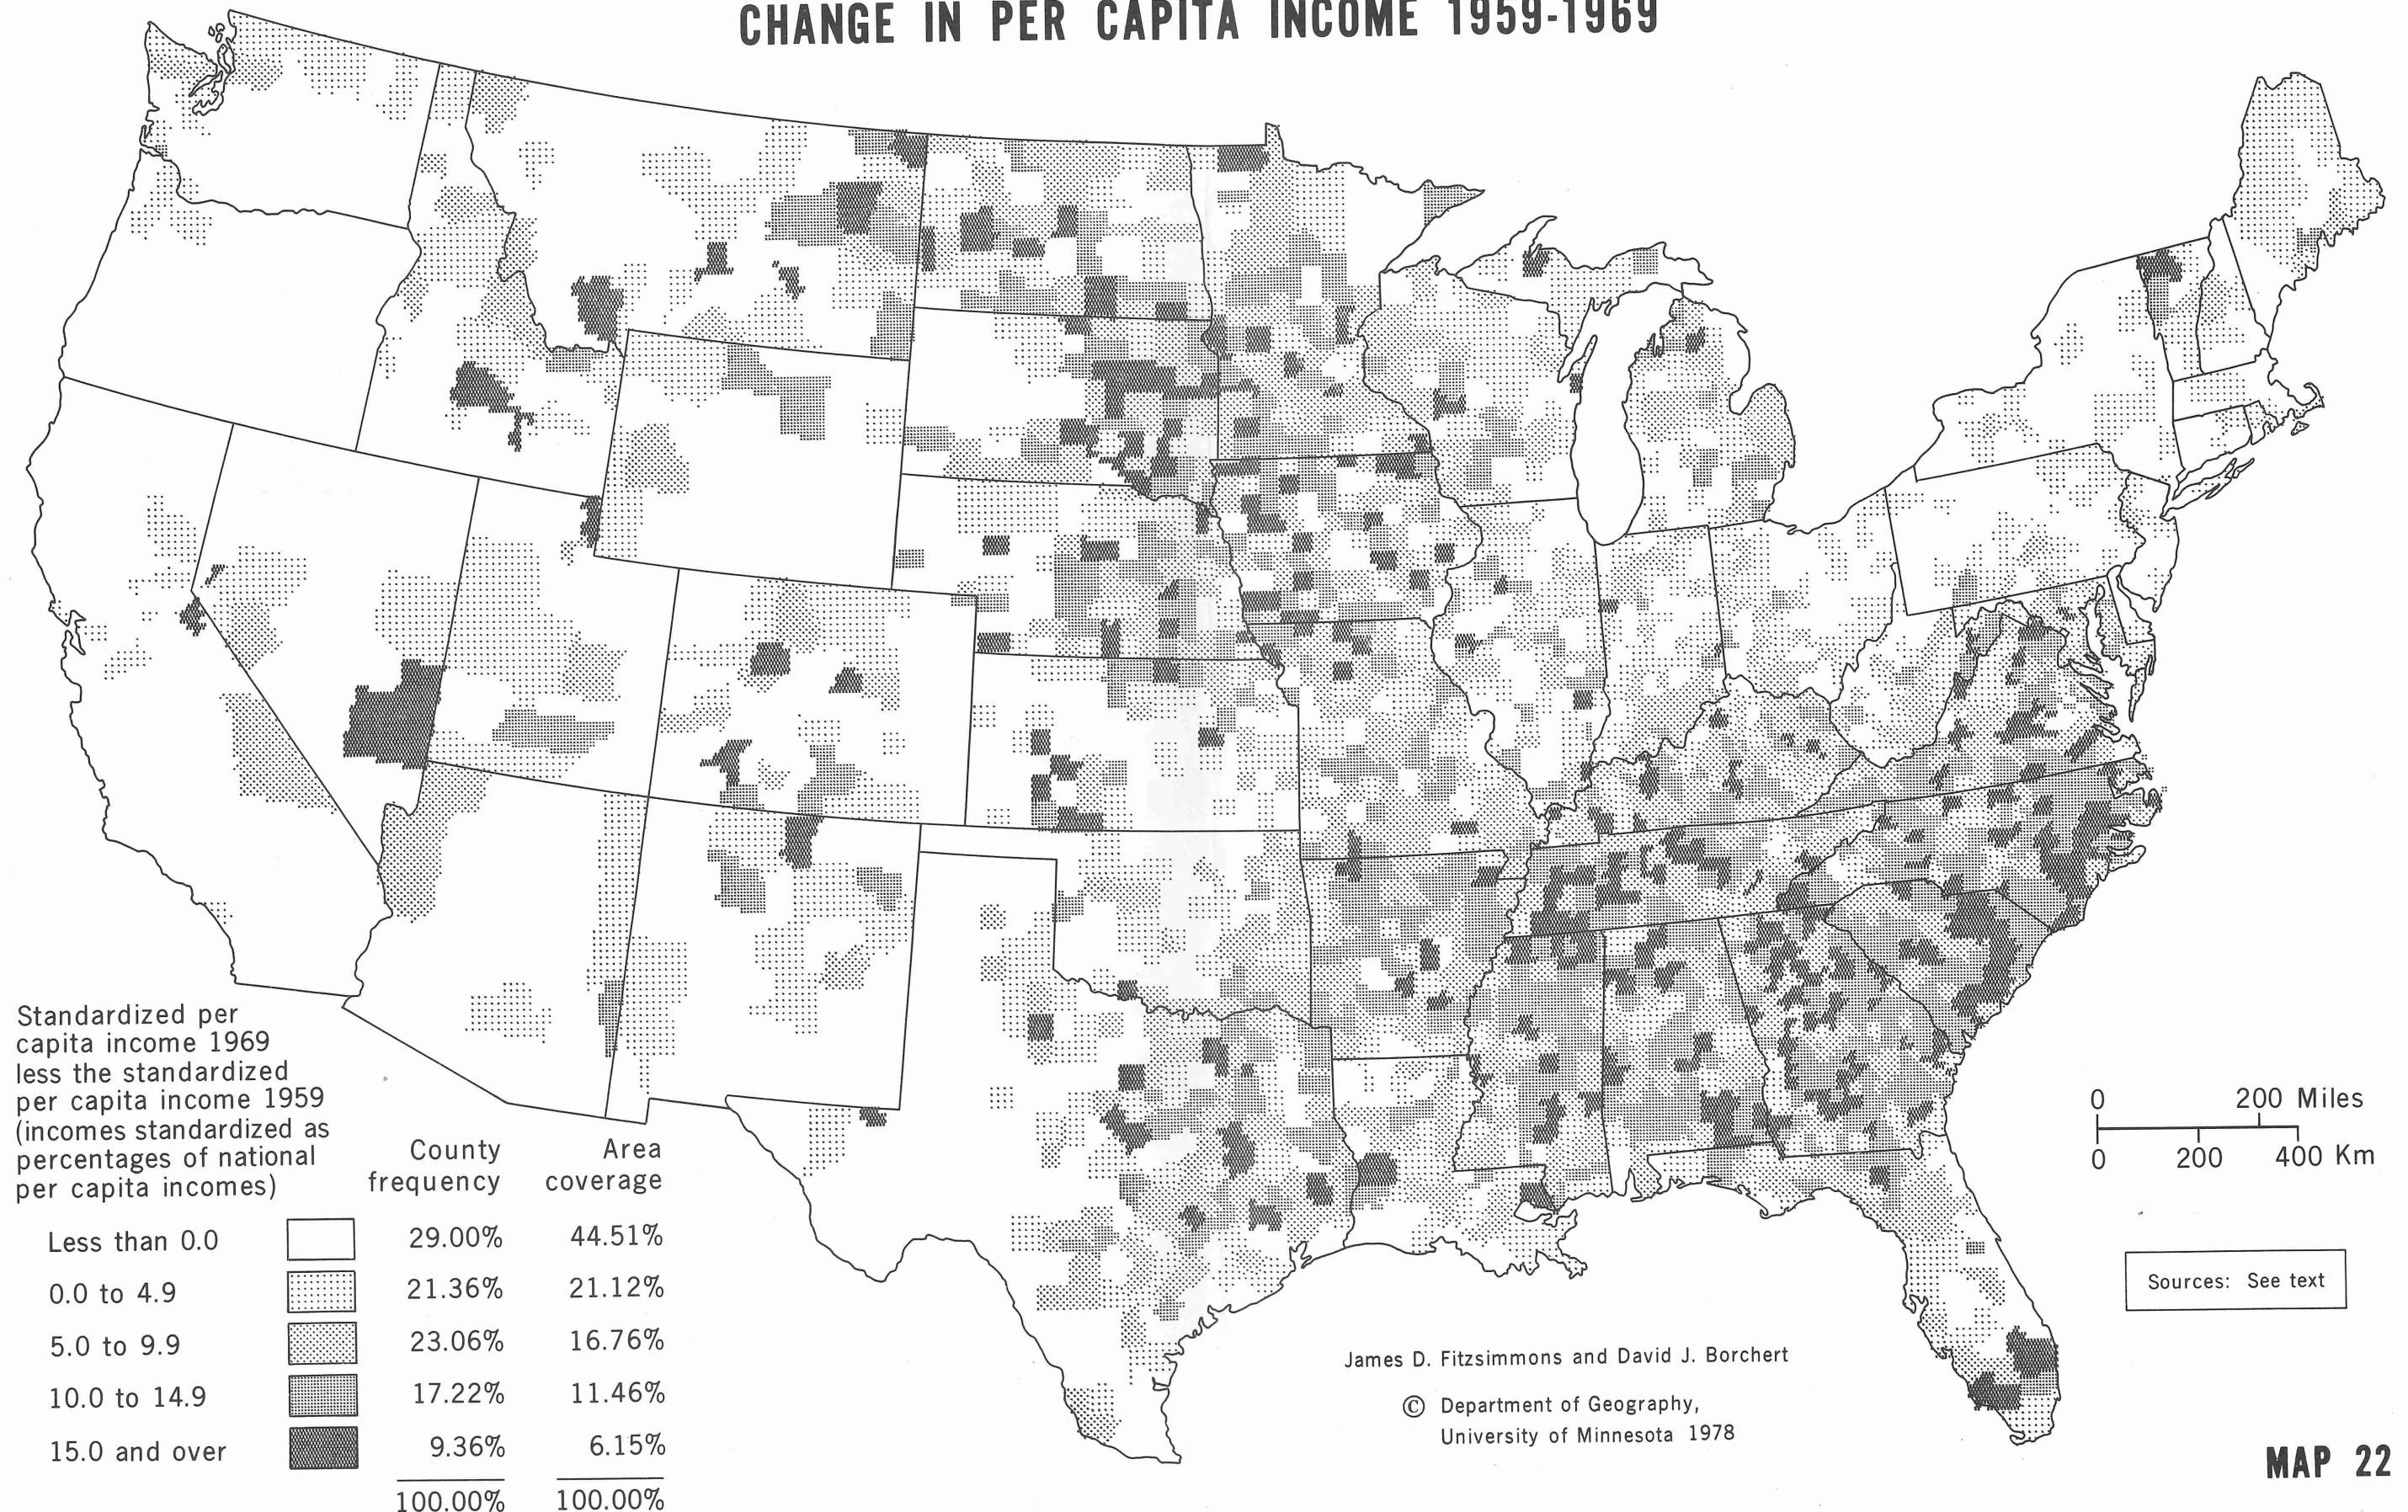 CHANGE IN PER CAPITA INCOME 1959-1969
Standardized per
capita income 1969
less the standardized
per capita income 1959
(incomes standardized as
percentages of national
per capita incomes)
County frequency
Area coverage
Less than 0.0 29.00% 44.51%
0.0 to 4.9 21.36% 21.12%
5.0 to 9.9 23.06% 16.76%
10.0 to 14.9 17.22% 11.46%
15.0 and over 9.36% 6.15%
100.00% 100.00%
0 200 Miles
0 200 400 Km
Sources: See text
James D. Fitzsimmons and David J. Borchert
© Department of Geography,
University of Minnesota 1978
MAP 22